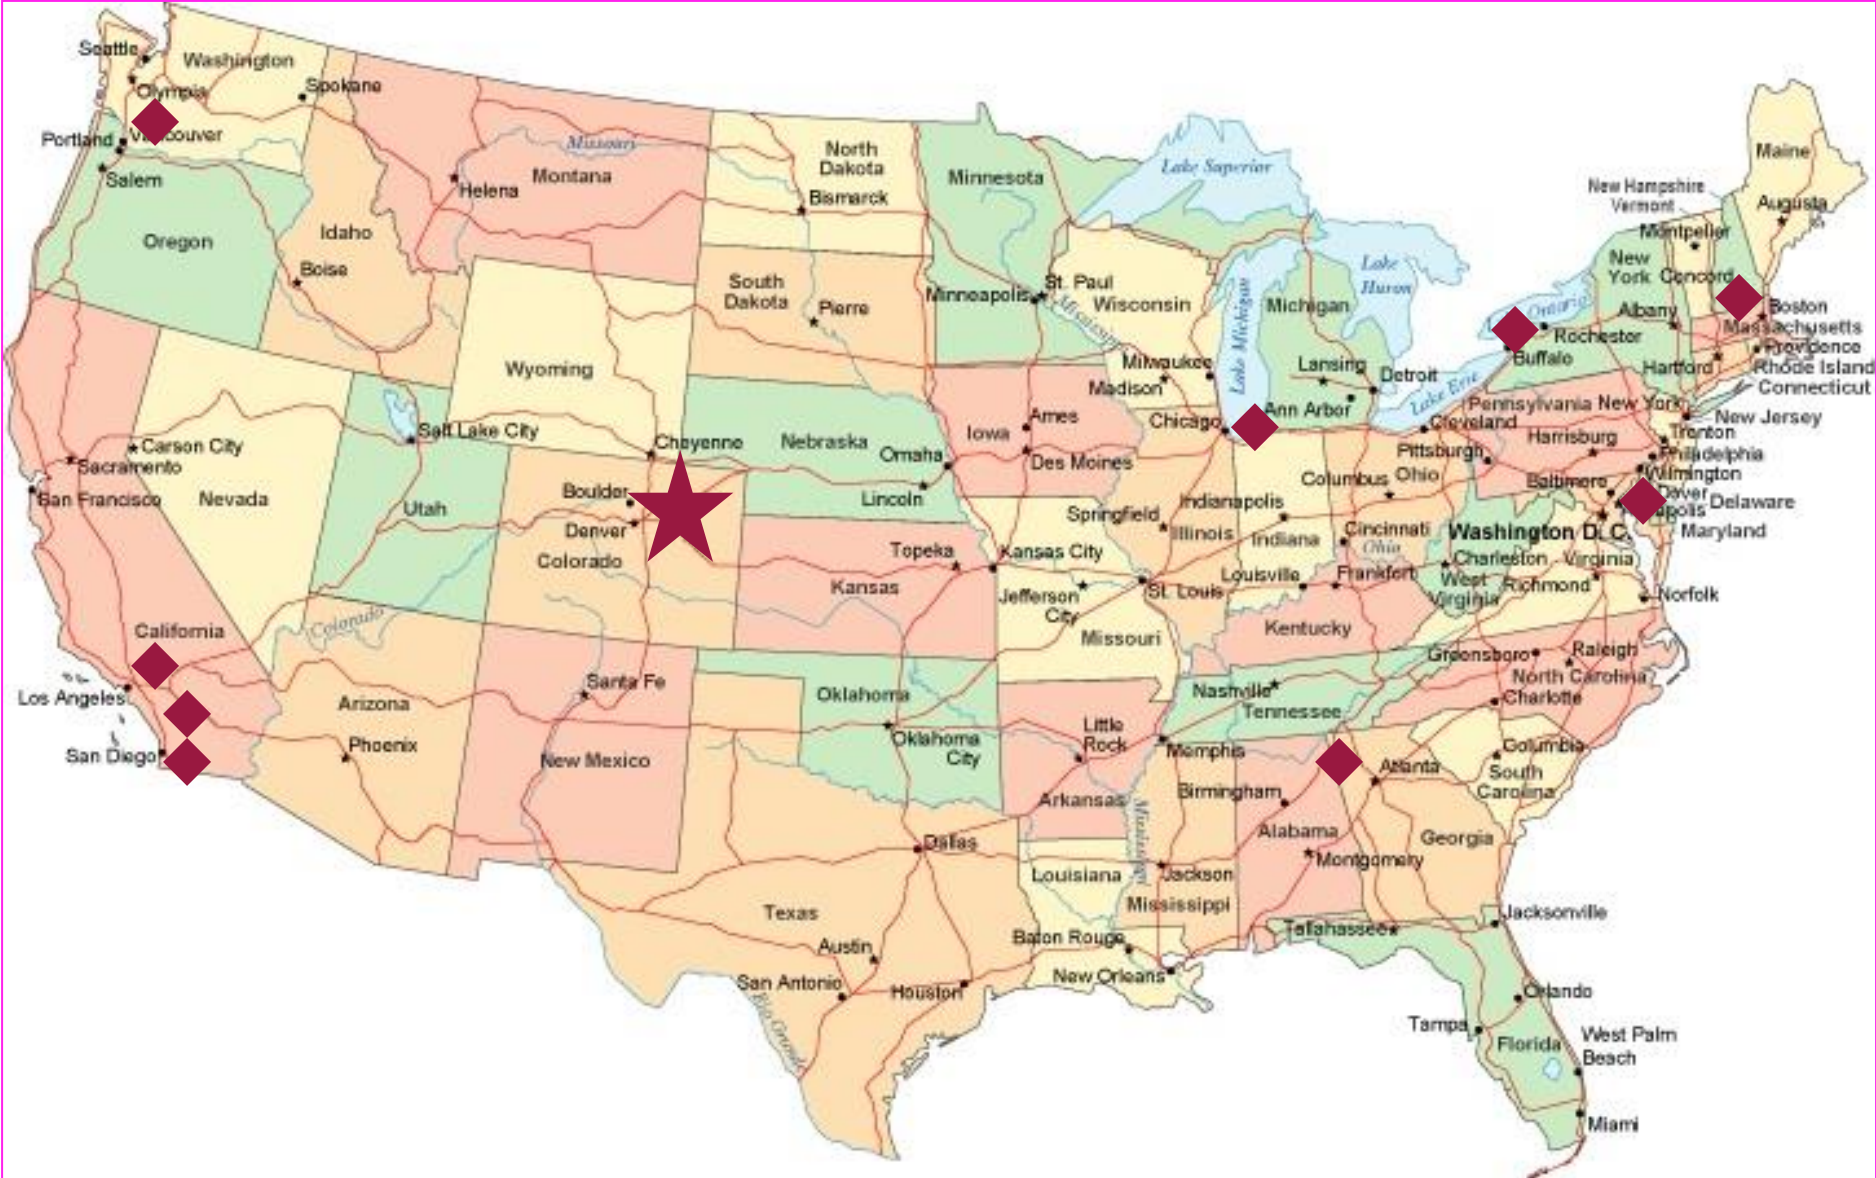 Seattle
Washington
Spokane
Olympia
Portland
Salem
Missouri
Montana
Helena
North
Dakota
Bismarck
Minnesota
Lake Superior
Maine
New Hampshire
Vermont
Augusta
Montpelier
Oregon
Idaho
Boise
South
Dakota
Pierre
Minneapolis
St. Paul
Wisconsin
Lake
Huron
Lake Michigan
Michigan
New
York
Concord
Albany
Boston
Massachusetts
Rochester
Providence
Buffalo
Hartford
Rhode Island
Connecticut
Wyoming
Milwaukee
Madison
Lansing
Detroit
Lake Erie
Ann Arbor
Chicago
Cleveland
Pennsylvania
New York
New Jersey
Ames
Iowa
Des Moines
Nebraska
Omaha
Lincoln
Salt Lake City
Cheyenne
Carson City
Sacramento
San Francisco
Nevada
Utah
Boulder
Denver
Colorado
Pittsburgh
Harrisburg
Trenton
Philadelphia
Wilmington
Baltimore
Delaware
Maryland
Washington D.C.
Columbus
Ohio
Indianapolis
Springfield
Illinois
Indiana
Cincinnati
Ohio
Topeka
Kansas City
Kansas
Jefferson
City
St. Louis
Missouri
Louisville
Frankfort
Charleston
West
Virginia
Virginia
Richmond
Norfolk
Kentucky
California
Colorado
Los Angeles
San Diego
Arizona
Phoenix
Santa Fe
New Mexico
Oklahoma
Oklahoma
City
Little
Rock
Arkansas
Nashville
Tennessee
Memphis
Greensboro
Raleigh
North Carolina
Charlotte
Columbia
South
Carolina
Atlanta
Birmingham
Alabama
Georgia
Montgomery
Mississippi
Mississippi
Dallas
Louisiana
Jackson
Mississippi
Texas
Austin
San Antonio
Houston
Rio Grande
Baton Rouge
New Orleans
Tallahassee
Jacksonville
Orlando
Tampa
Florida
West Palm
Beach
Miami